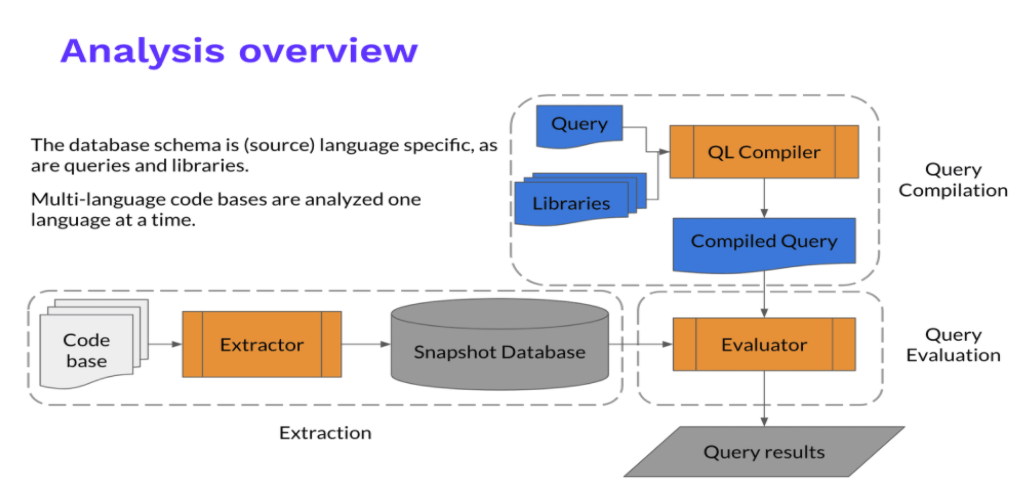 Analysis overview
The database schema is (source) language specific, as
are queries and libraries.
Multi-language code bases are analyzed one
language at a time.
Query
QL Compiler
Libraries
Compiled Query
Query
Compilation
Code
base
Extractor
Snapshot Database
Evaluator
Query
Evaluation
Extraction
Query results